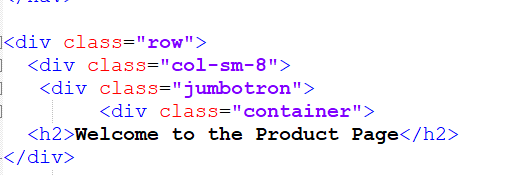 <div class="row">
<div class="col-sm-8">
<div class="jumbotron">
<div class="container">
<h2>Welcome to the Product Page</h2>
</div>